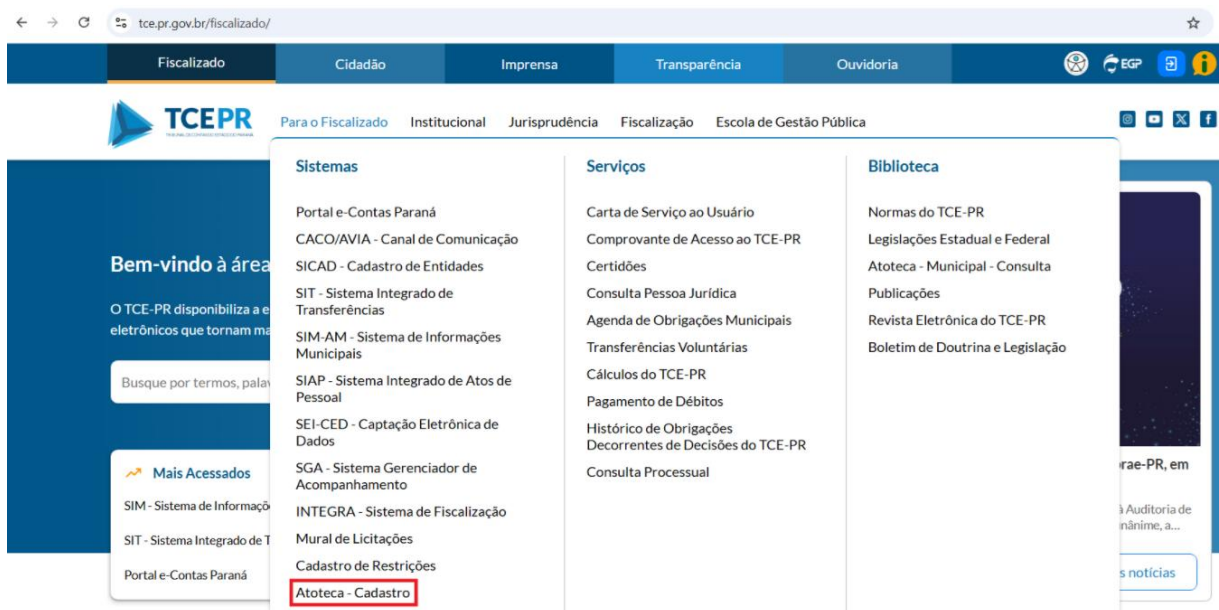 tce.pr.gov.br/fiscalizado/
Fiscalizado
Cidadão
Imprensa
Transparência
Ouvidoria
EGP
TCEPR
Para o Fiscalizado
Institucional
Jurisprudência
Fiscalização
Escola de Gestão Pública
Sistemas
Portal e-Contas Paraná
CACO/AVIA - Canal de Comunicação
SICAD - Cadastro de Entidades
SIT - Sistema Integrado de
Transferências
SIM-AM - Sistema de Informações
Municipais
SIAP - Sistema Integrado de Atos de
Pessoal
SEI-CED - Captação Eletrônica de
Dados
SGA - Sistema Gerenciador de
Acompanhamento
INTEGRA - Sistema de Fiscalização
Mural de Licitações
Cadastro de Restrições
Atoteca - Cadastro
Serviços
Carta de Serviço ao Usuário
Comprovante de Acesso ao TCE-PR
Certidões
Consulta Pessoa Jurídica
Agenda de Obrigações Municipais
Transferências Voluntárias
Cálculos do TCE-PR
Pagamento de Débitos
Histórico de Obrigações
Decorrentes de Decisões do TCE-PR
Consulta Processual
Biblioteca
Normas do TCE-PR
Legislações Estadual e Federal
Atoteca - Municipal - Consulta
Publicações
Revista Eletrônica do TCE-PR
Boletim de Doutrina e Legislação
Bem-vindo à área
O TCE-PR disponibiliza a e
eletrônicos que tornam ma
Busque por termos, palav
Mais Acessados
SIM - Sistema de Informaçõ
SIT - Sistema Integrado de T
Portal e-Contas Paraná
rae-PR, em
à Auditoria de
nânime, a...
s notícias